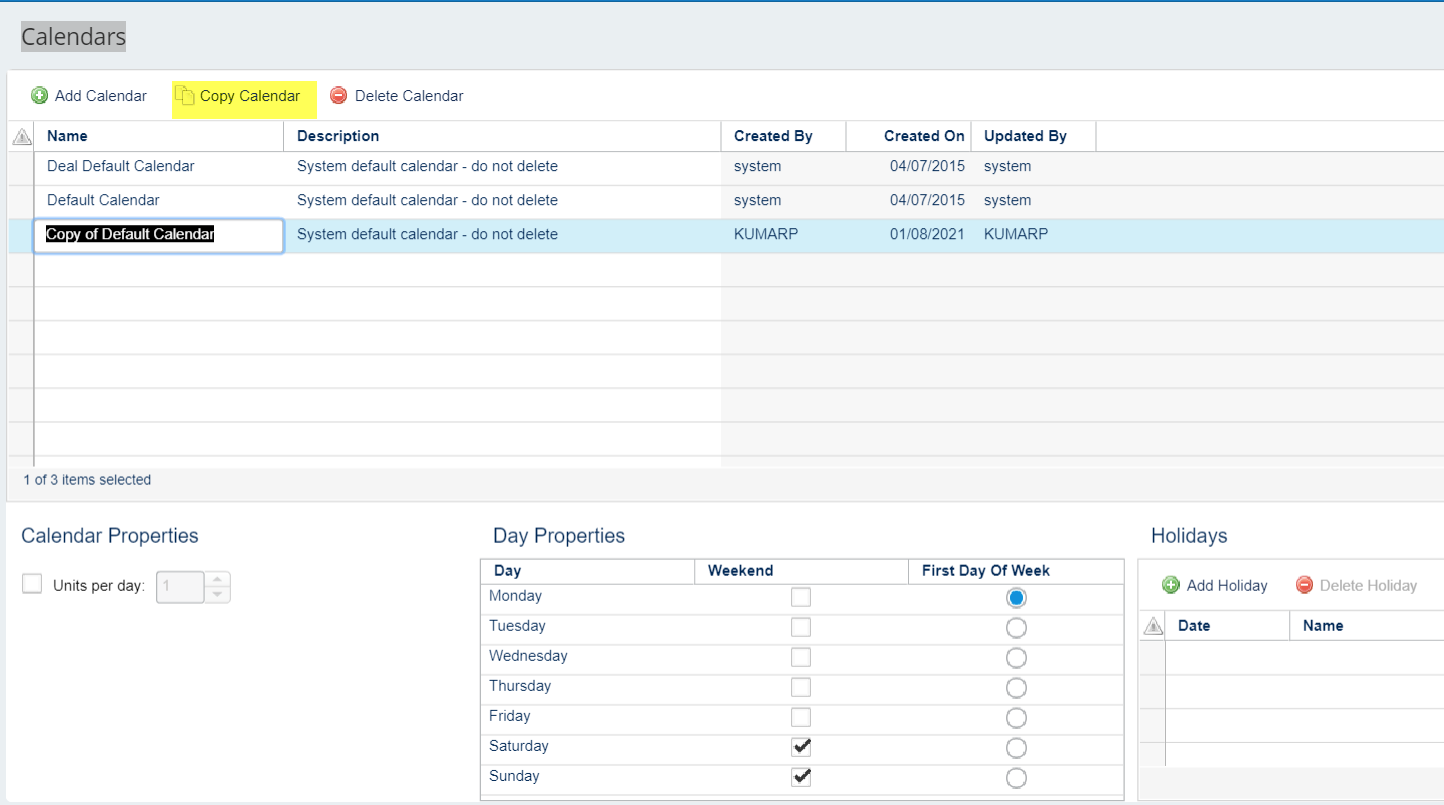 Calendars
Add Calendar Copy Calendar Delete Calendar
Name Description Created By Created On Updated By
Deal Default Calendar System default calendar - do not delete system 04/07/2015 system
Default Calendar System default calendar - do not delete system 04/07/2015 system
Copy of Default Calendar System default calendar - do not delete KUMARP 01/08/2021 KUMARP
1 of 3 items selected
Calendar Properties
Units per day: 1
Day Properties
Day Weekend First Day Of Week
Monday
Tuesday
Wednesday
Thursday
Friday
Saturday
Sunday
Holidays
Add Holiday Delete Holiday
Date Name